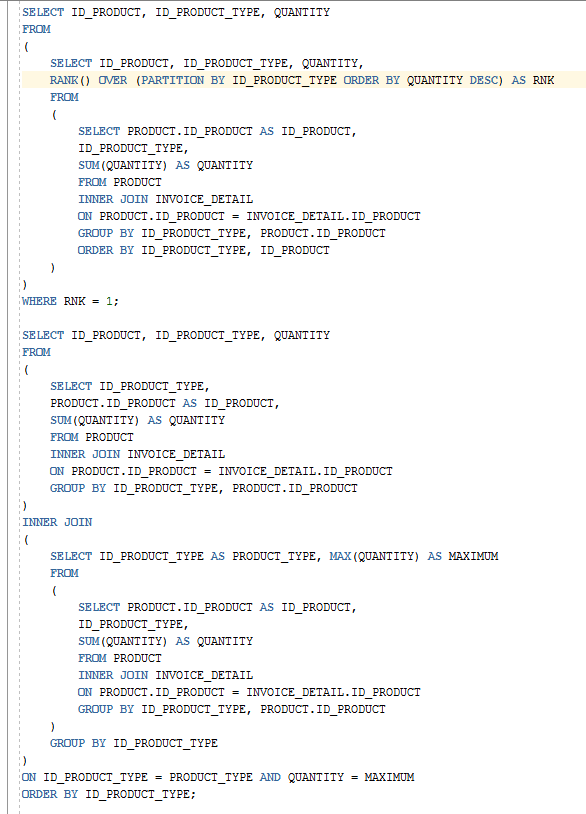 SELECT ID_PRODUCT, ID_PRODUCT_TYPE, QUANTITY
FROM
(
SELECT ID_PRODUCT, ID_PRODUCT_TYPE, QUANTITY,
RANK() OVER (PARTITION BY ID_PRODUCT_TYPE ORDER BY QUANTITY DESC) AS RNK
FROM
(
SELECT PRODUCT.ID_PRODUCT AS ID_PRODUCT,
ID_PRODUCT_TYPE,
SUM(QUANTITY) AS QUANTITY
FROM PRODUCT
INNER JOIN INVOICE_DETAIL
ON PRODUCT.ID_PRODUCT = INVOICE_DETAIL.ID_PRODUCT
GROUP BY ID_PRODUCT_TYPE, PRODUCT.ID_PRODUCT
ORDER BY ID_PRODUCT_TYPE, ID_PRODUCT
)
)
WHERE RNK = 1;
SELECT ID_PRODUCT, ID_PRODUCT_TYPE, QUANTITY
FROM
(
SELECT ID_PRODUCT_TYPE,
PRODUCT.ID_PRODUCT AS ID_PRODUCT,
SUM(QUANTITY) AS QUANTITY
FROM PRODUCT
INNER JOIN INVOICE_DETAIL
ON PRODUCT.ID_PRODUCT = INVOICE_DETAIL.ID_PRODUCT
GROUP BY ID_PRODUCT_TYPE, PRODUCT.ID_PRODUCT
)
INNER JOIN
(
SELECT ID_PRODUCT_TYPE AS PRODUCT_TYPE, MAX(QUANTITY) AS MAXIMUM
FROM
(
SELECT PRODUCT.ID_PRODUCT AS ID_PRODUCT,
ID_PRODUCT_TYPE,
SUM(QUANTITY) AS QUANTITY
FROM PRODUCT
INNER JOIN INVOICE_DETAIL
ON PRODUCT.ID_PRODUCT = INVOICE_DETAIL.ID_PRODUCT
GROUP BY ID_PRODUCT_TYPE, PRODUCT.ID_PRODUCT
)
GROUP BY ID_PRODUCT_TYPE
)
ON ID_PRODUCT_TYPE = PRODUCT_TYPE AND QUANTITY = MAXIMUM
ORDER BY ID_PRODUCT_TYPE;